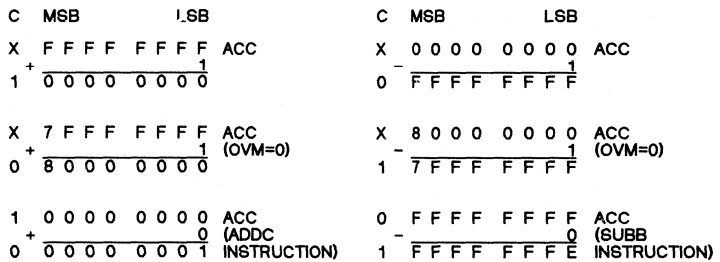 C MSB LSB C MSB LSB
X F F F F F F F F ACC X 0 0 0 0 0 0 0 0 ACC
+ 1 - 1
1 0 0 0 0 0 0 0 0 0 F F F F F F F F
X 7 F F F F F F F ACC X 8 0 0 0 0 0 0 0 ACC
+ 1 (OVM=0) - 1 (OVM=0)
0 8 0 0 0 0 0 0 0 1 7 F F F F F F F
1 0 0 0 0 0 0 0 0 ACC 0 F F F F F F F F ACC
+ 0 (ADDC - 0 (SUBB
0 0 0 0 0 0 0 0 1 INSTRUCTION) 1 F F F F F F F E INSTRUCTION)